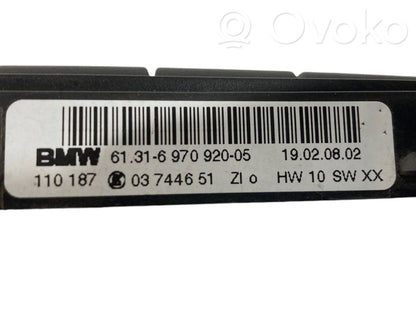 Ovoko
BMW 61.31-6 970 920-05 19.02.08.02
110 187 03 7446 51 ZI o HW 10 SW XX